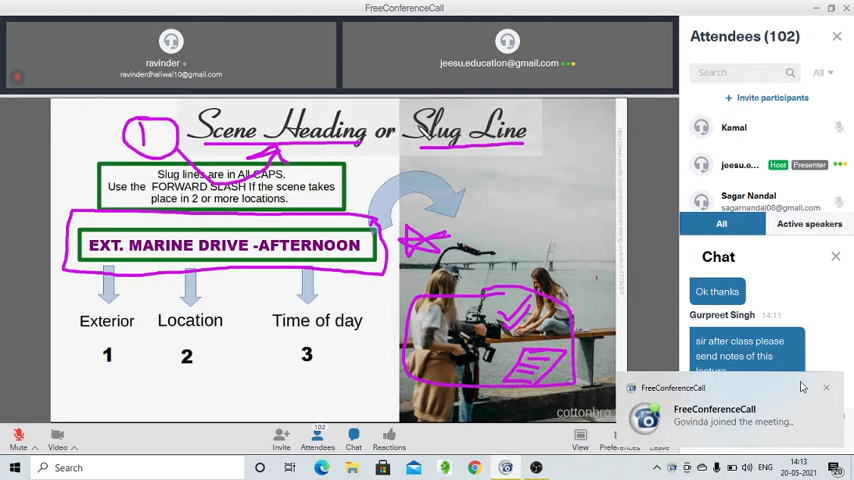 FreeConferenceCall
ravinder
ravinderdhaliwal10@gmail.com
jeesu.education@gmail.com
Attendees (102)
Search
All
Invite participants
Kamal
jeesu.e...
Host
Presenter
Sagar Nandal
sagarnandal08@gmail.com
All
Active speakers
1
Scene Heading or Slug Line
Slug lines are in All CAPS.
Use the FORWARD SLASH If the scene takes
place in 2 or more locations.
EXT. MARINE DRIVE -AFTERNOON
Exterior
Location
Time of day
1
2
3
cottonbro
Chat
Ok thanks
Gurpreet Singh 14:11
sir after class please
send notes of this
lecture
FreeConferenceCall
FreeConferenceCall
Govinda joined the meeting..
Mute
Video
Invite
102
Attendees
Chat
Reactions
View
Preferences
Leave
Search
ENG
14:13
20-05-2021
20